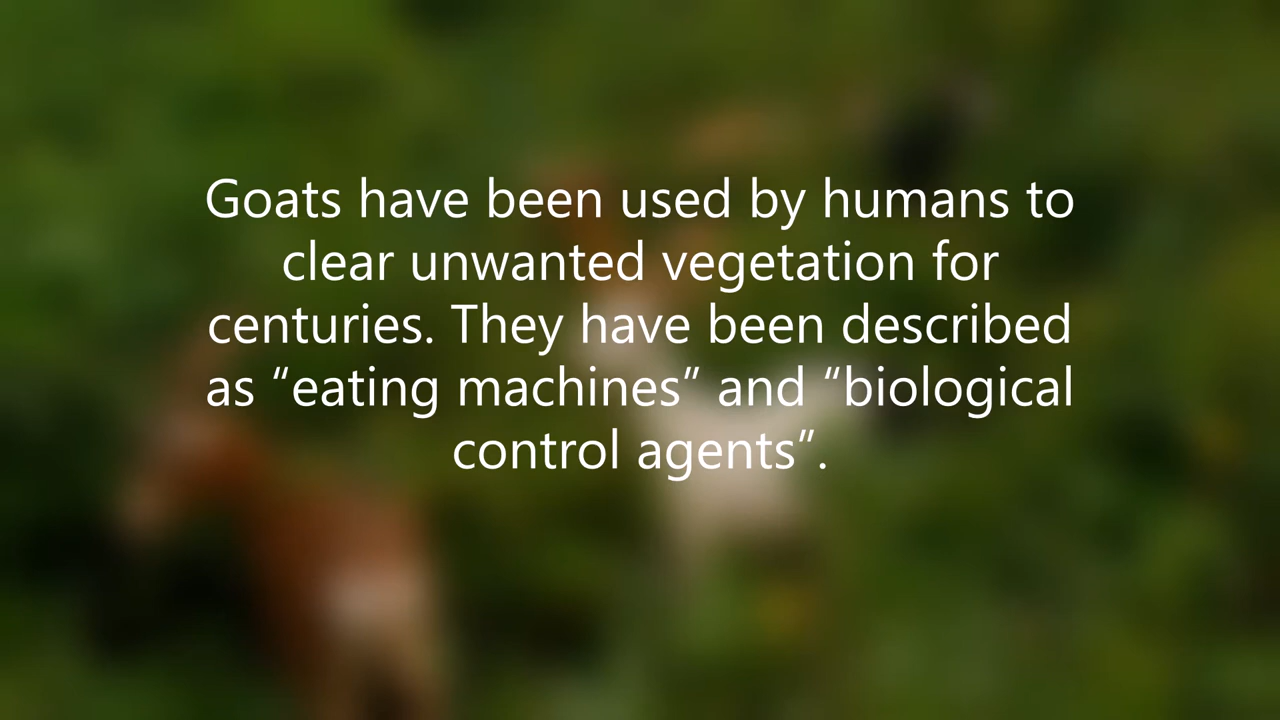 Goats have been used by humans to
clear unwanted vegetation for
centuries. They have been described
as “eating machines” and “biological
control agents”.